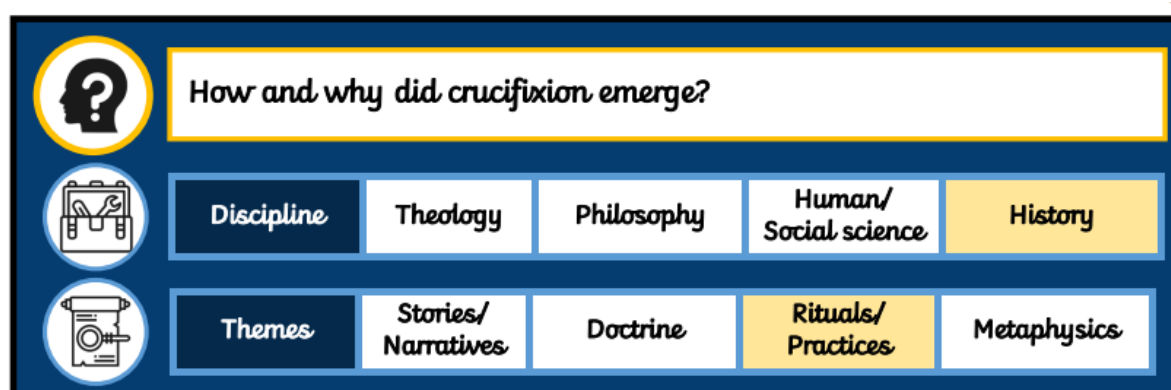 How and why did crucifixion emerge?
Discipline
Theology
Philosophy
Human/
Social science
History
Themes
Stories/
Narratives
Doctrine
Rituals/
Practices
Metaphysics